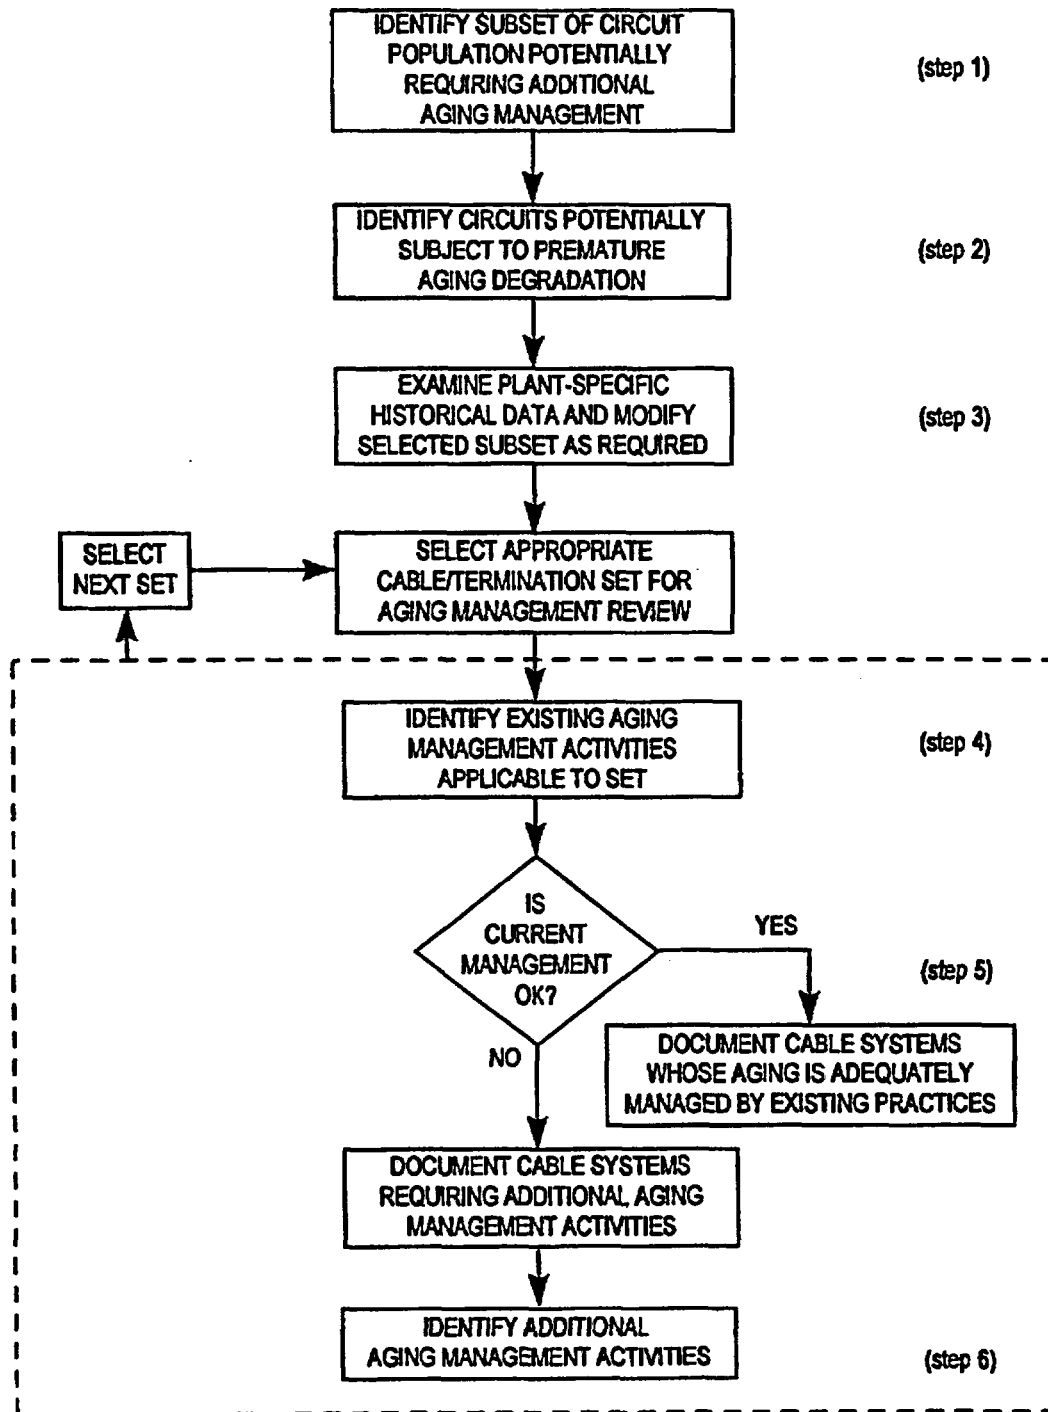 IDENTIFY SUBSET OF CIRCUIT
POPULATION POTENTIALLY
REQUIRING ADDITIONAL
AGING MANAGEMENT
(step 1)
IDENTIFY CIRCUITS POTENTIALLY
SUBJECT TO PREMATURE
AGING DEGRADATION
(step 2)
EXAMINE PLANT-SPECIFIC
HISTORICAL DATA AND MODIFY
SELECTED SUBSET AS REQUIRED
(step 3)
SELECT
NEXT SET
SELECT APPROPRIATE
CABLE/TERMINATION SET FOR
AGING MANAGEMENT REVIEW
IDENTIFY EXISTING AGING
MANAGEMENT ACTIVITIES
APPLICABLE TO SET
(step 4)
IS
CURRENT
MANAGEMENT
OK?
YES
(step 5)
NO
DOCUMENT CABLE SYSTEMS
WHOSE AGING IS ADEQUATELY
MANAGED BY EXISTING PRACTICES
DOCUMENT CABLE SYSTEMS
REQUIRING ADDITIONAL AGING
MANAGEMENT ACTIVITIES
IDENTIFY ADDITIONAL
AGING MANAGEMENT ACTIVITIES
(step 6)